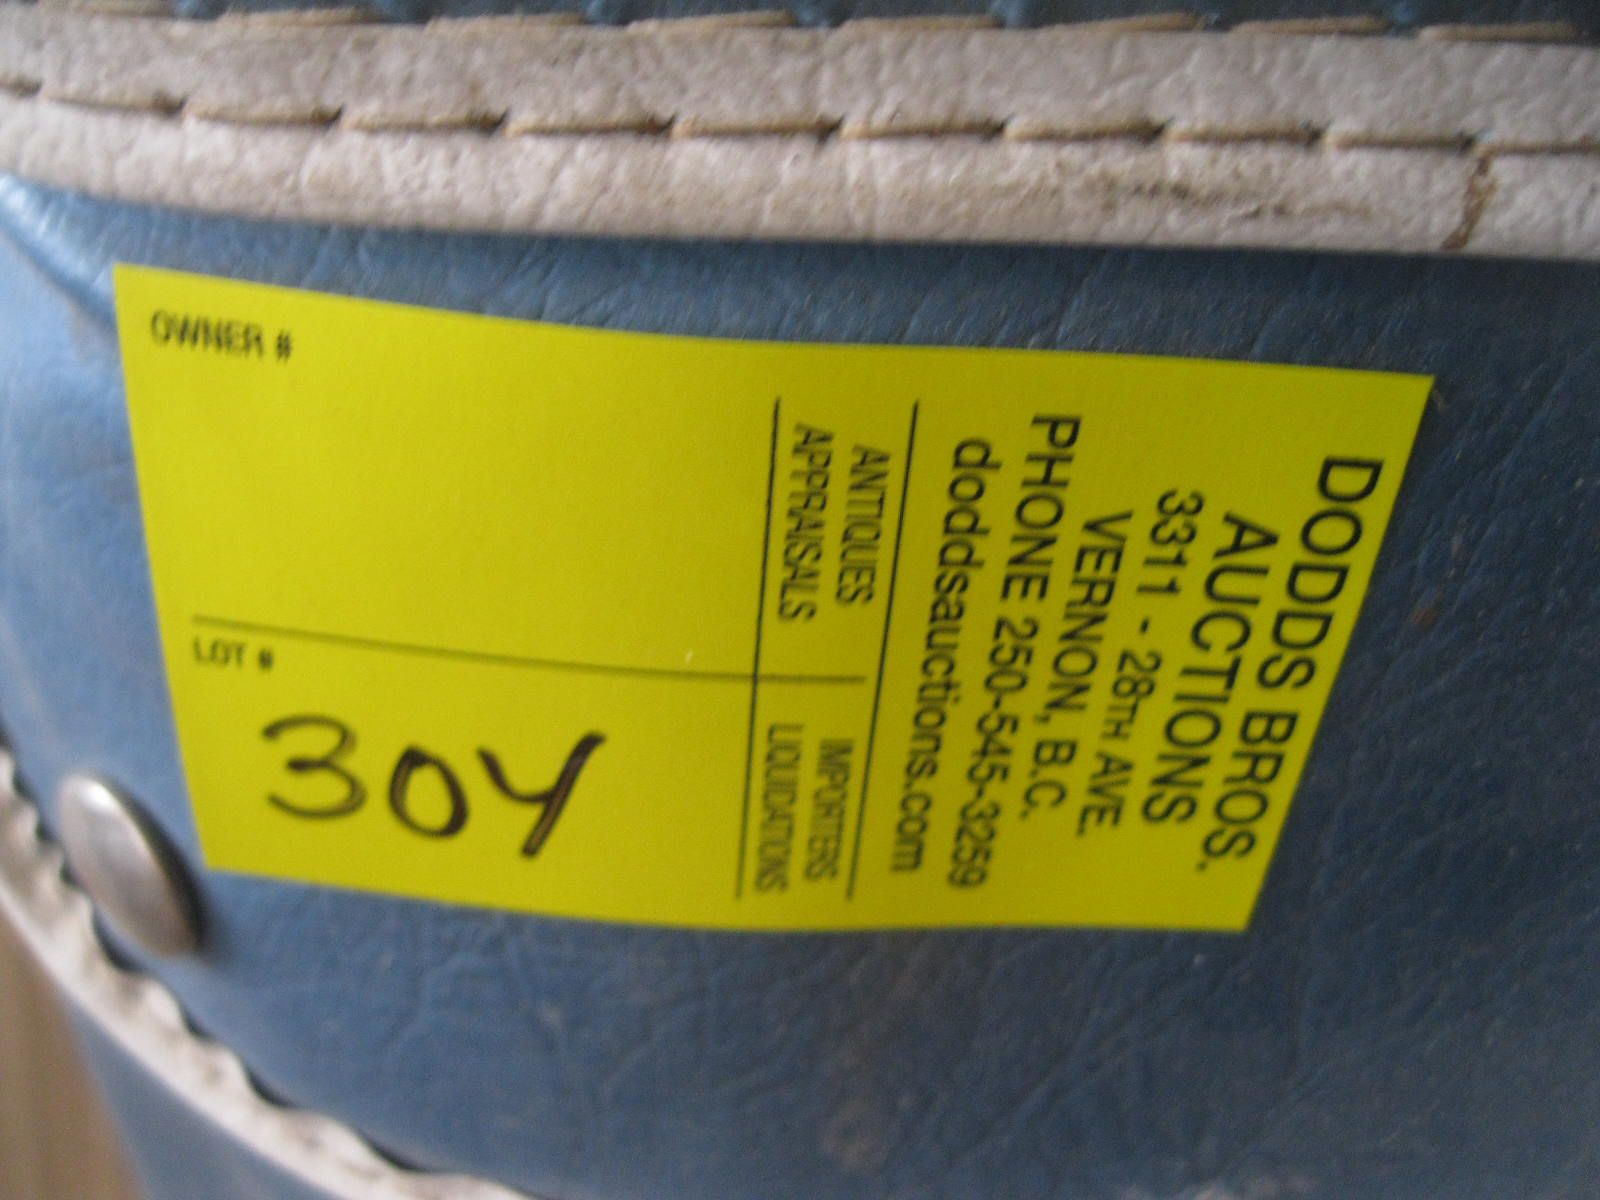 DODDS BROS.
AUCTIONS
3311 - 28TH AVE.
VERNON, B.C.
PHONE 250-545-3259
doddsauctions.com
ANTIQUES
APPRAISALS
IMPORTERS
LIQUIDATIONS
OWNER #
LOT #
304